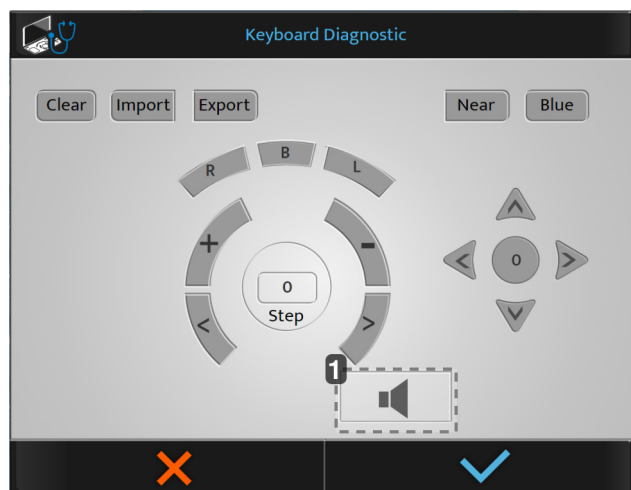 Keyboard Diagnostic
Clear Import Export Near Blue
R B L
+ -
0
0
Step
< >
1